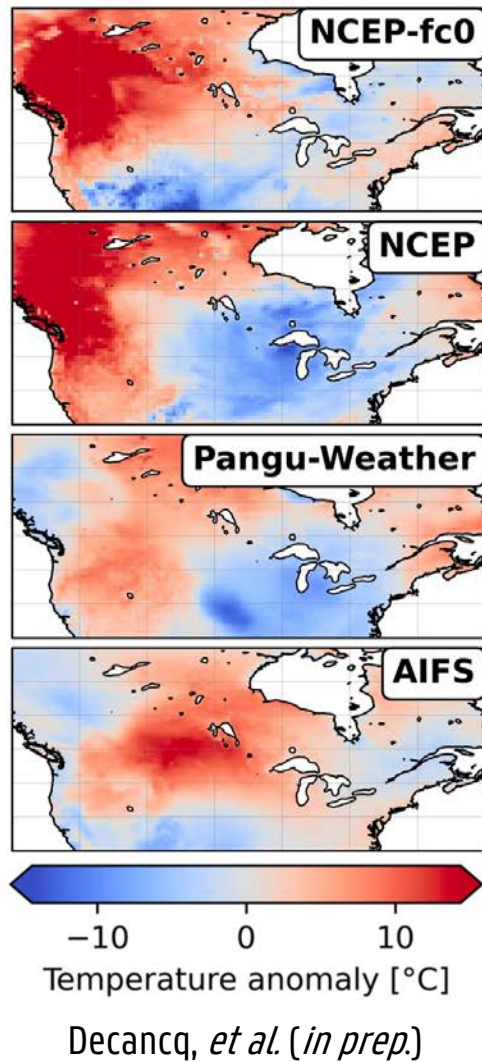 NCEP-fc0
NCEP
Pangu-Weather
AIFS
−10 0 10
Temperature anomaly [°C]
Decancq, et al. (in prep.)